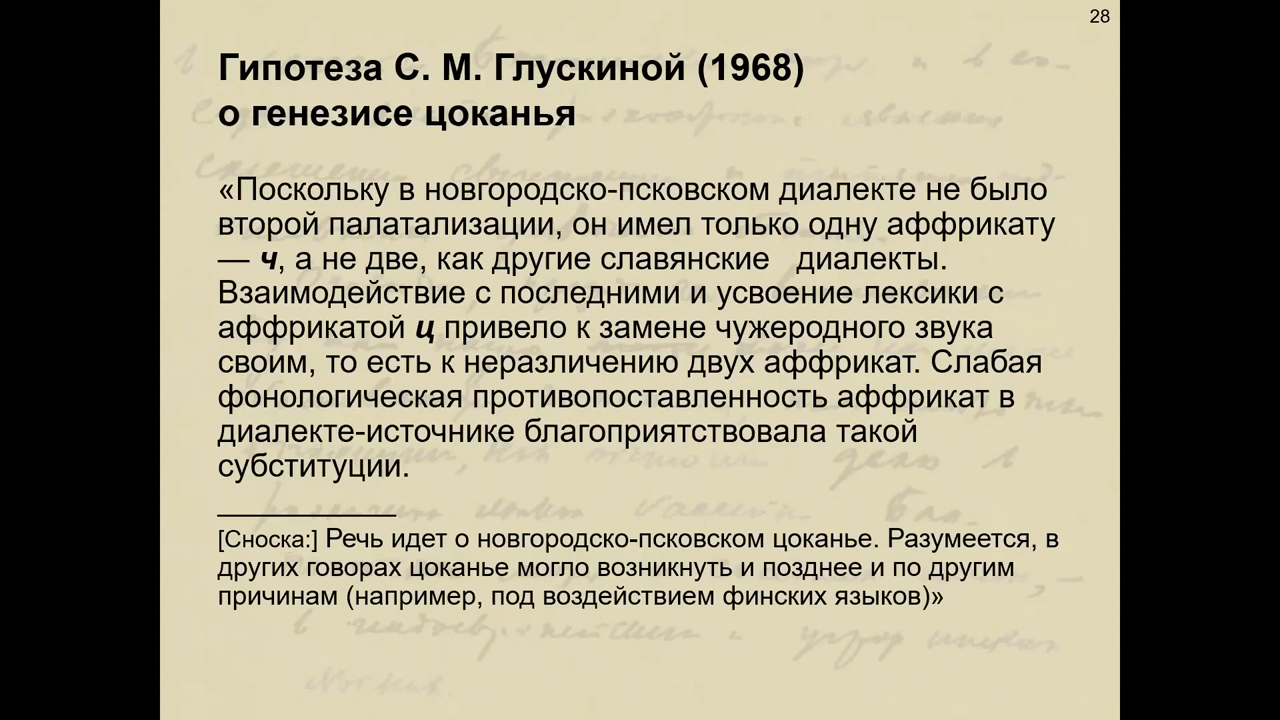 28
Гипотеза С. М. Глускиной (1968)
о генезисе цоканья
«Поскольку в новгородско-псковском диалекте не было
второй палатализации, он имел только одну аффрикату
— ч, а не две, как другие славянские диалекты.
Взаимодействие с последними и усвоение лексики с
аффрикатой ц привело к замене чужеродного звука
своим, то есть к неразличению двух аффрикат. Слабая
фонологическая противопоставленность аффрикат в
диалекте-источнике благоприятствовала такой
субституции.
[Сноска:] Речь идет о новгородско-псковском цоканье. Разумеется, в
других говорах цоканье могло возникнуть и позднее и по другим
причинам (например, под воздействием финских языков)»